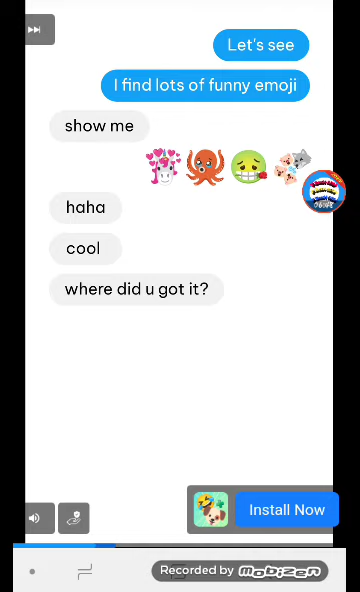 Let's see
I find lots of funny emoji
show me
haha
cool
where did u got it?
Install Now
Recorded by mobizen